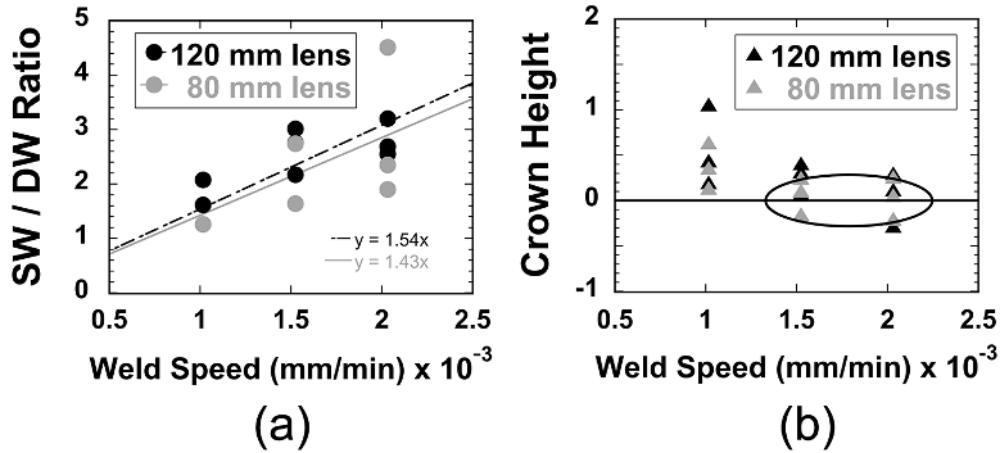 SW / DW Ratio
5
4
3
2
1
0
120 mm lens
80 mm lens
y = 1.54x
y = 1.43x
0.5 1 1.5 2 2.5
Weld Speed (mm/min) x 10⁻³
(a)
Crown Height
2
1
0
-1
120 mm lens
80 mm lens
0.5 1 1.5 2 2.5
Weld Speed (mm/min) x 10⁻³
(b)